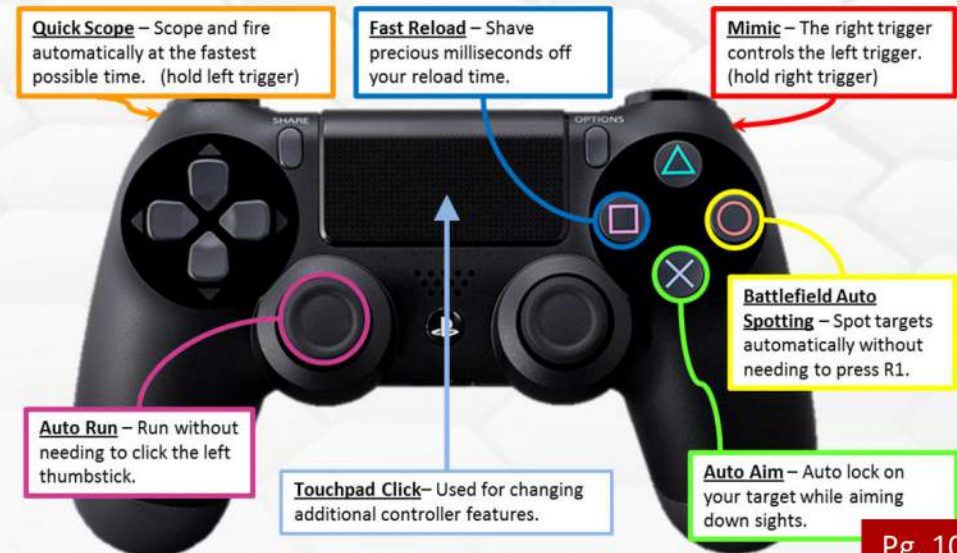 Quick Scope – Scope and fire
automatically at the fastest
possible time. (hold left trigger)
Fast Reload – Shave
precious milliseconds off
your reload time.
Mimic – The right trigger
controls the left trigger.
(hold right trigger)
SHARE
OPTIONS
Battlefield Auto
Spotting – Spot targets
automatically without
needing to press R1.
Auto Run – Run without
needing to click the left
thumbstick.
Touchpad Click– Used for changing
additional controller features.
Auto Aim – Auto lock on
your target while aiming
down sights.
Pg. 10